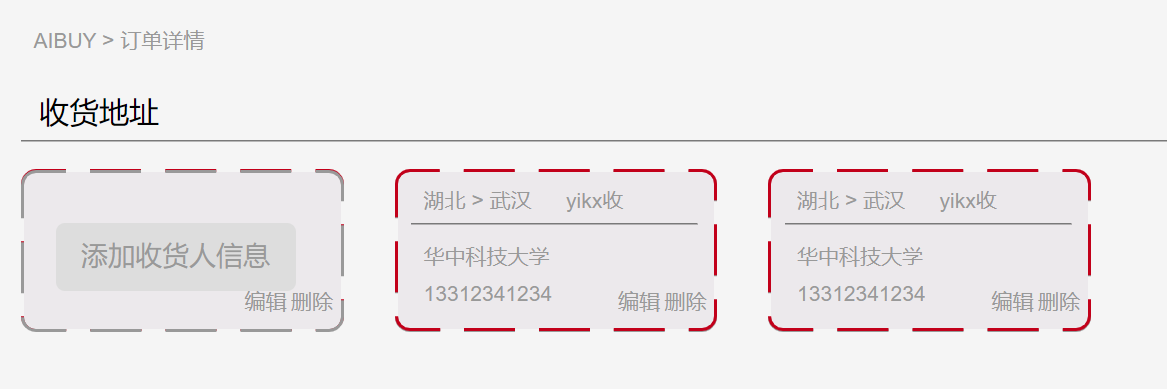 AIBUY > 订单详情
收货地址
添加收货人信息
编辑 删除
湖北 > 武汉 yikx收
华中科技大学
13312341234
编辑 删除
湖北 > 武汉 yikx收
华中科技大学
13312341234
编辑 删除